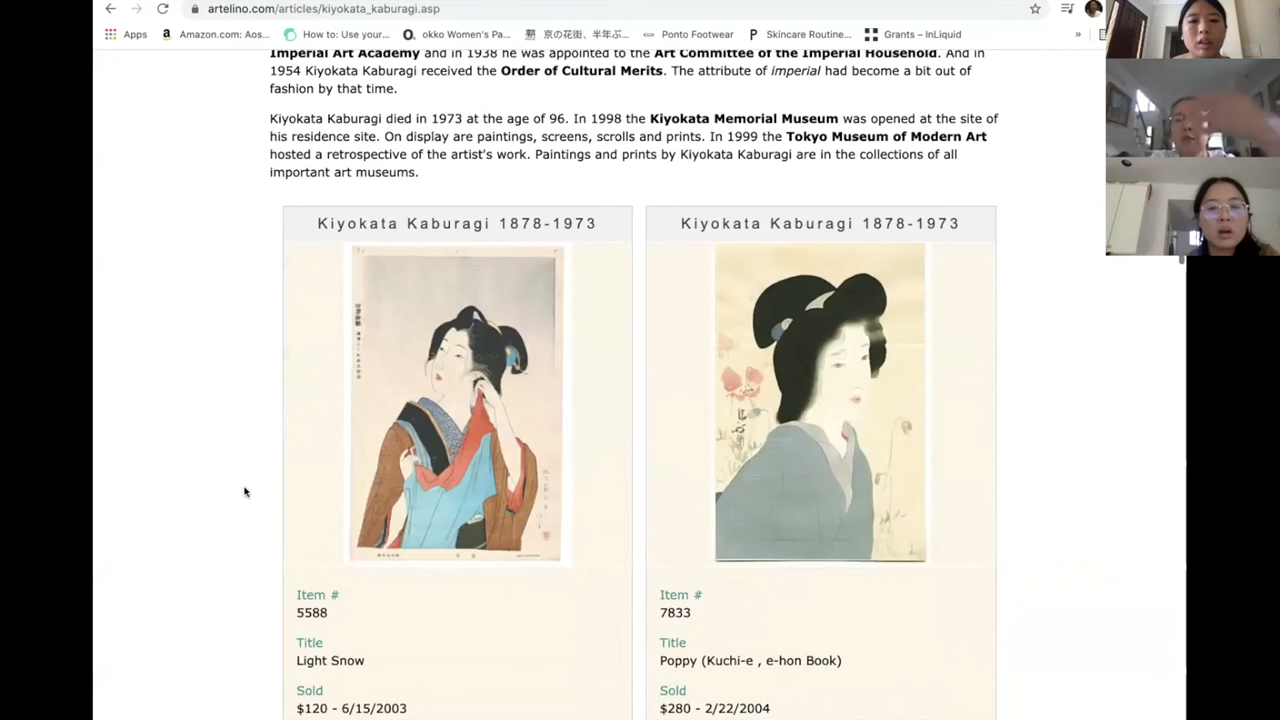 artelino.com/articles/kiyokata_kaburagi.asp
Apps
Amazon.com: Aos...
How to: Use your...
okko Women's Pa...
京の花街、半年ぶ...
Ponto Footwear
Skincare Routine...
Grants – InLiquid
»
Imperial Art Academy and in 1938 he was appointed to the Art Committee of the Imperial Household. And in
1954 Kiyokata Kaburagi received the Order of Cultural Merits. The attribute of imperial had become a bit out of
fashion by that time.
Kiyokata Kaburagi died in 1973 at the age of 96. In 1998 the Kiyokata Memorial Museum was opened at the site of
his residence site. On display are paintings, screens, scrolls and prints. In 1999 the Tokyo Museum of Modern Art
hosted a retrospective of the artist's work. Paintings and prints by Kiyokata Kaburagi are in the collections of all
important art museums.
Kiyokata Kaburagi 1878-1973
Item #
5588
Title
Light Snow
Sold
$120 - 6/15/2003
Kiyokata Kaburagi 1878-1973
Item #
7833
Title
Poppy (Kuchi-e , e-hon Book)
Sold
$280 - 2/22/2004